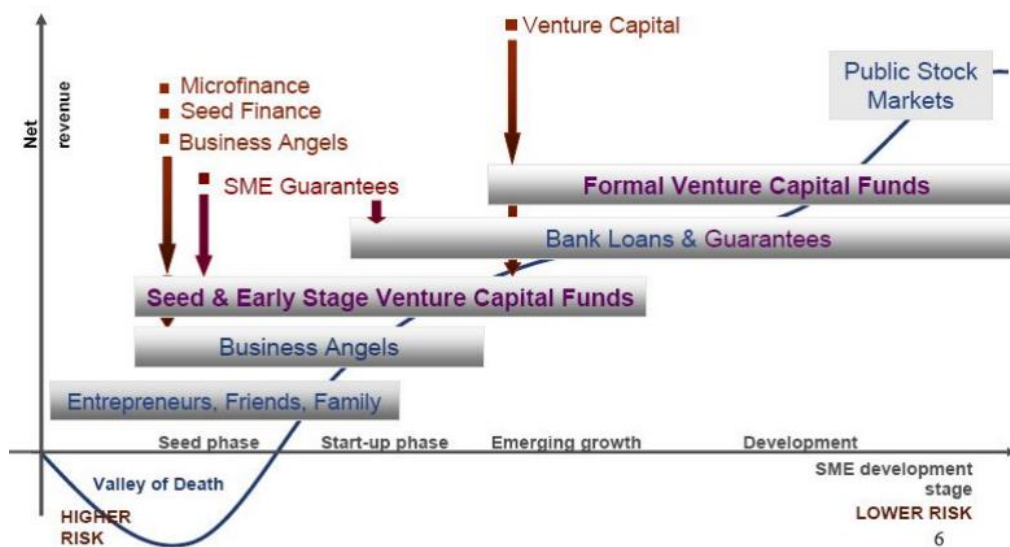 Venture Capital
Public Stock
Markets
Microfinance
Seed Finance
Business Angels
Net
revenue
SME Guarantees
Formal Venture Capital Funds
Bank Loans & Guarantees
Seed & Early Stage Venture Capital Funds
Business Angels
Entrepreneurs, Friends, Family
Seed phase
Start-up phase
Emerging growth
Development
Valley of Death
SME development
stage
HIGHER
RISK
LOWER RISK
6